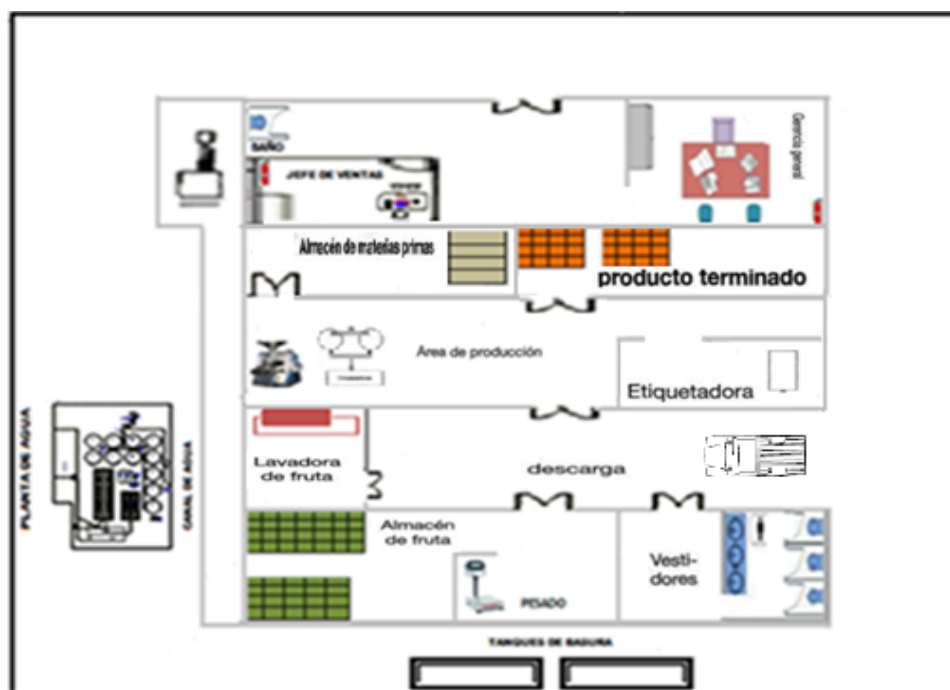 BAÑO
JEFE DE VENTAS
Gerencia general
Almacén de materias primas
producto terminado
Área de producción
Etiquetadora
Lavadora
de fruta
descarga
PLANTA DE AGUA
CANAL DE AGUA
Almacén
de fruta
PESADO
Vesti-
dores
TANQUES DE BASURA